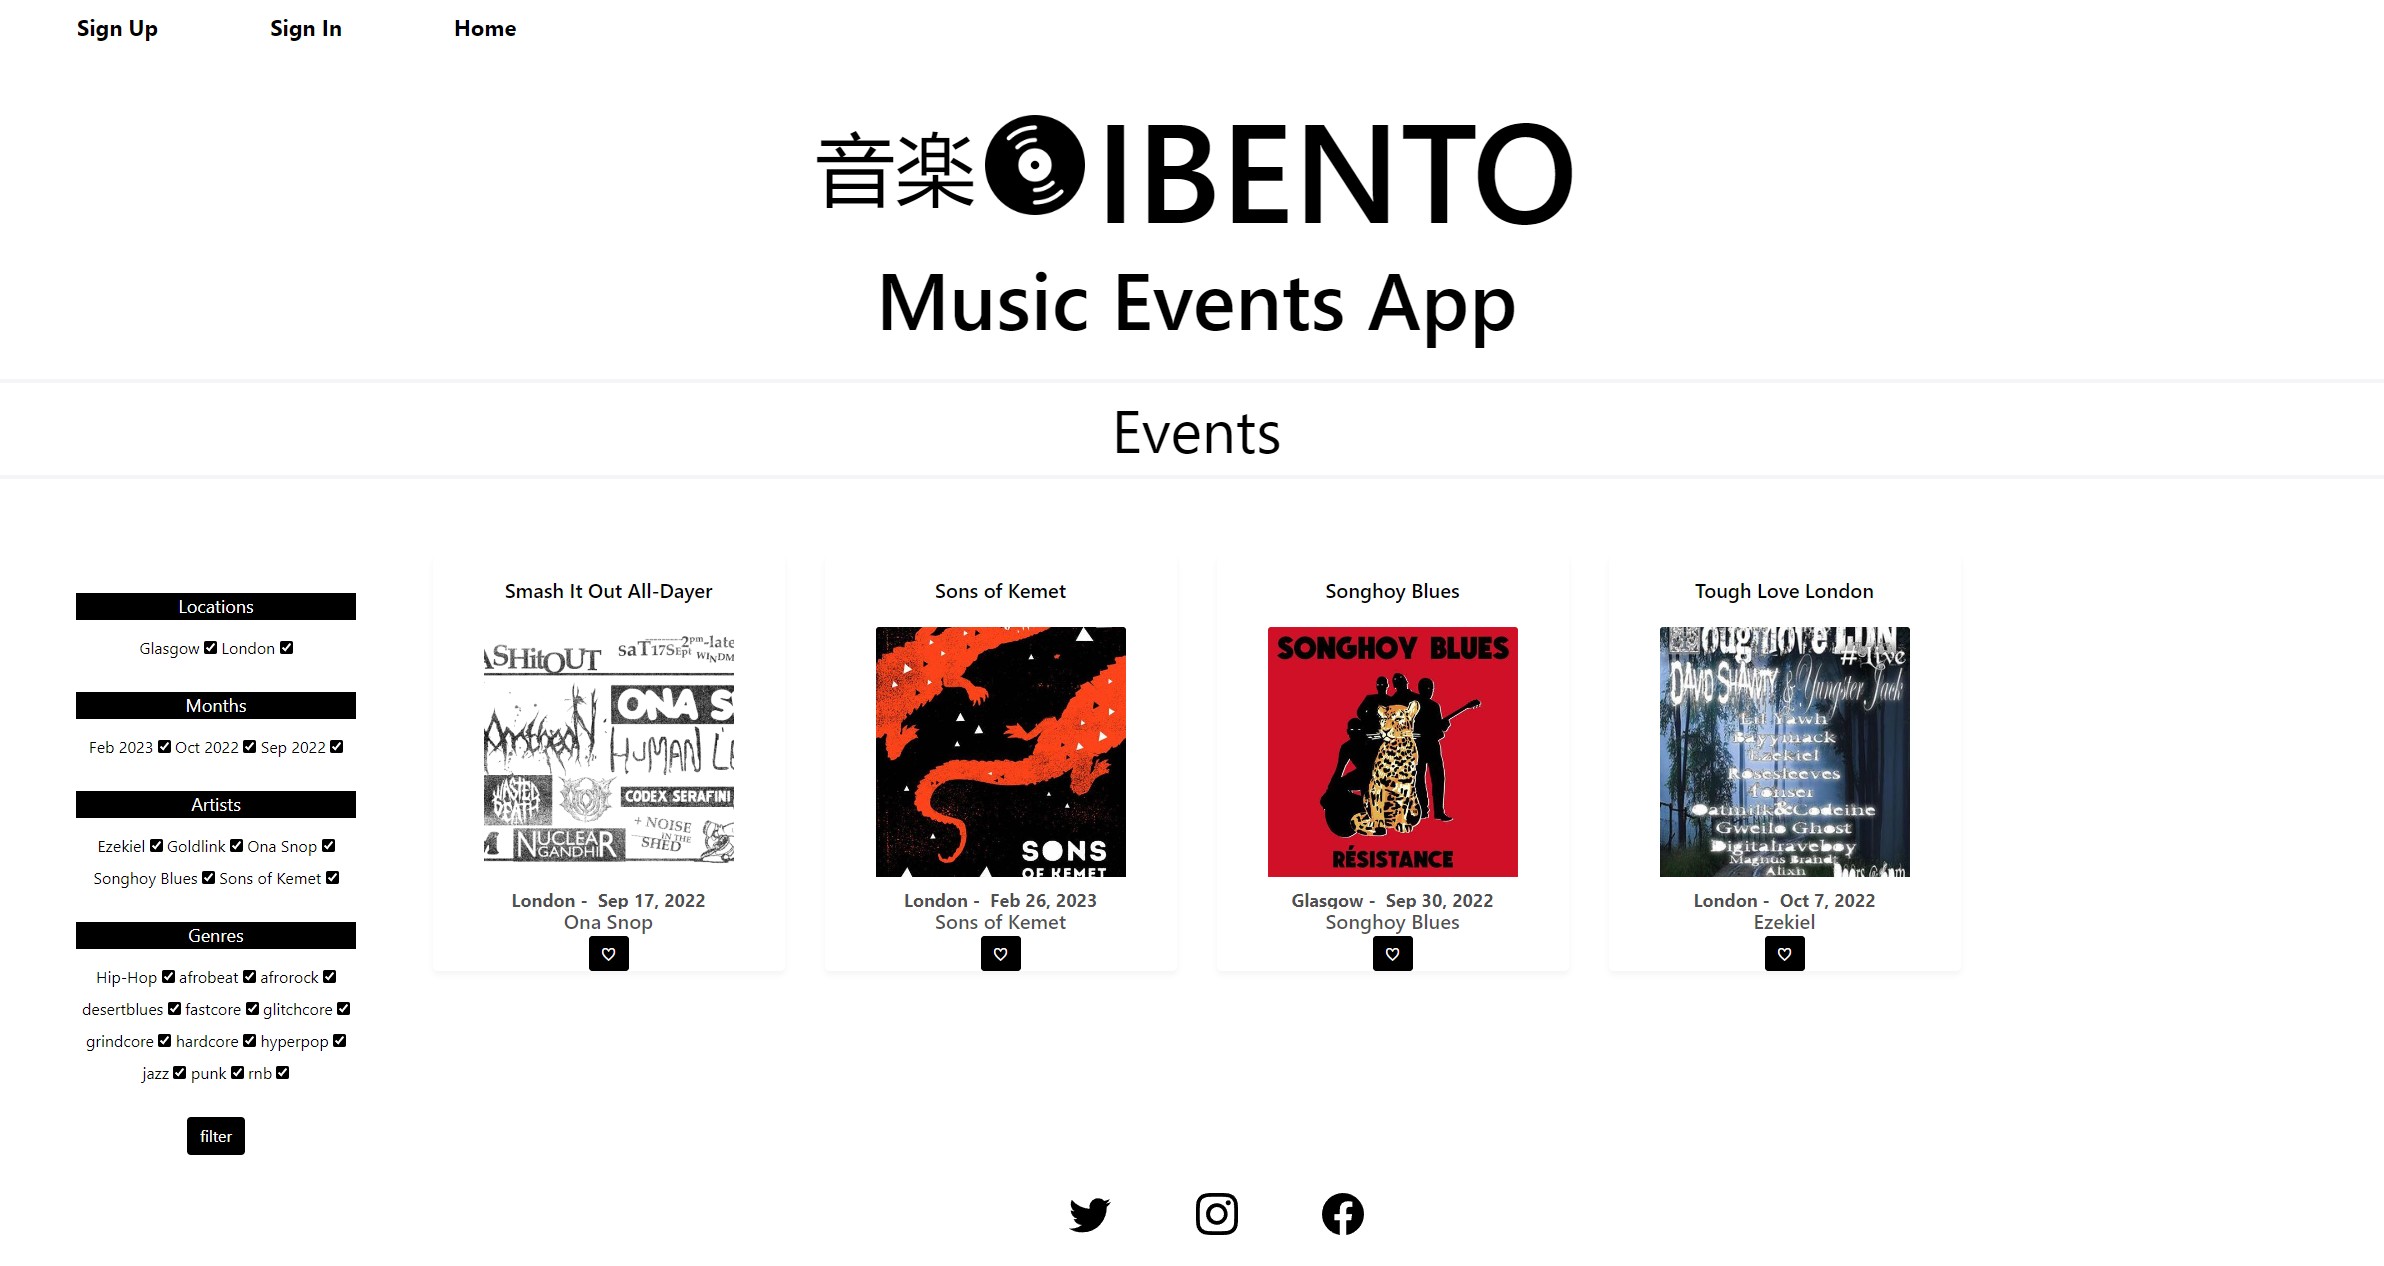 Sign Up Sign In Home
音楽 IBENTO
Music Events App
Events
Locations
Glasgow London
Months
Feb 2023 Oct 2022 Sep 2022
Artists
Ezekiel Goldlink Ona Snop
Songhoy Blues Sons of Kemet
Genres
Hip-Hop afrobeat afrorock
desertblues fastcore glitchcore
grindcore hardcore hyperpop
jazz punk rnb
filter
Smash It Out All-Dayer
ASHitOUT saT17Sept 2pm-late
WINDM
ONA S
HUMAN L
WASTED DEATH
CODEX SERAFINI
NUCLEAR GANDHI
+ NOISE
IN THE
SHED
London - Sep 17, 2022
Ona Snop
Sons of Kemet
SONS
OF KEMET
London - Feb 26, 2023
Sons of Kemet
Songhoy Blues
SONGHOY BLUES
RÉSISTANCE
Glasgow - Sep 30, 2022
Songhoy Blues
Tough Love London
#Live
DAVID SHAWTY & Yungster Jack
Lil Yawh
Bayymack
Ezekiel
Rosesleeves
Oatmilk&Codeine
Gweilo Ghost
Digitalraveboy
Magnus Brandt
Alixn
London - Oct 7, 2022
Ezekiel